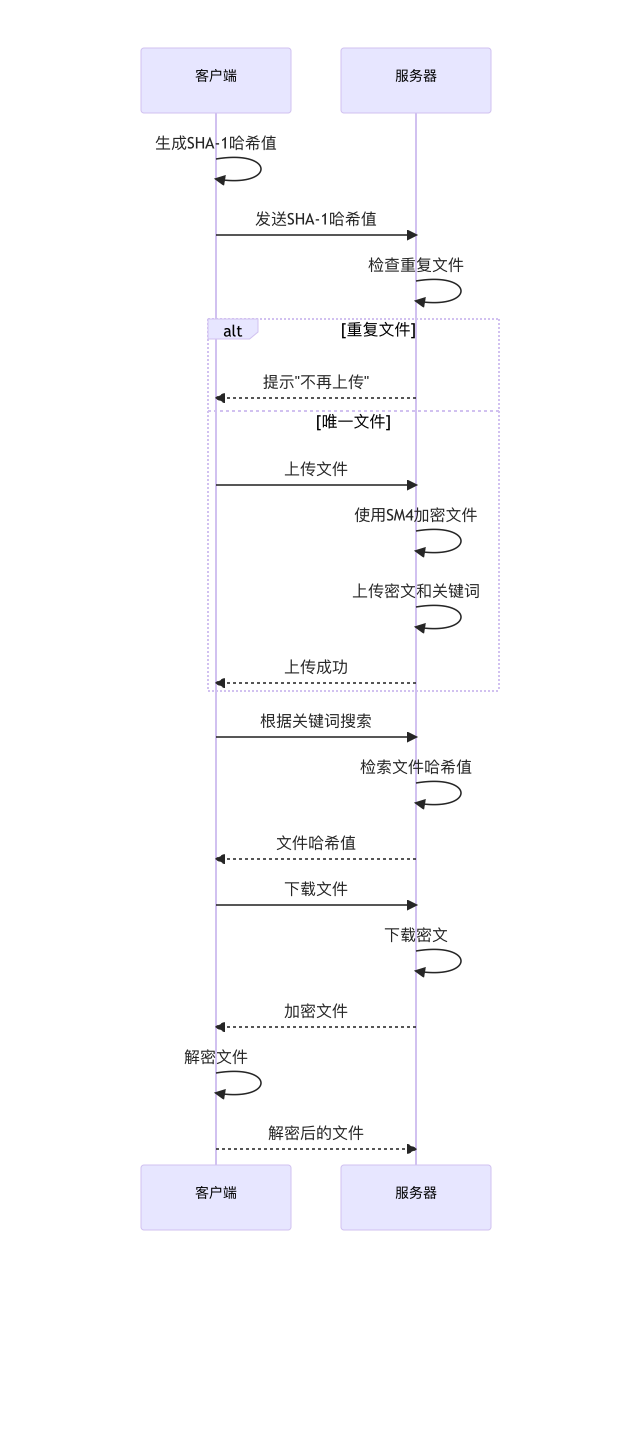 客户端
服务器
生成SHA-1哈希值
发送SHA-1哈希值
检查重复文件
alt
[重复文件]
提示"不再上传"
[唯一文件]
上传文件
使用SM4加密文件
上传密文和关键词
上传成功
根据关键词搜索
检索文件哈希值
文件哈希值
下载文件
下载密文
加密文件
解密文件
解密后的文件
客户端
服务器